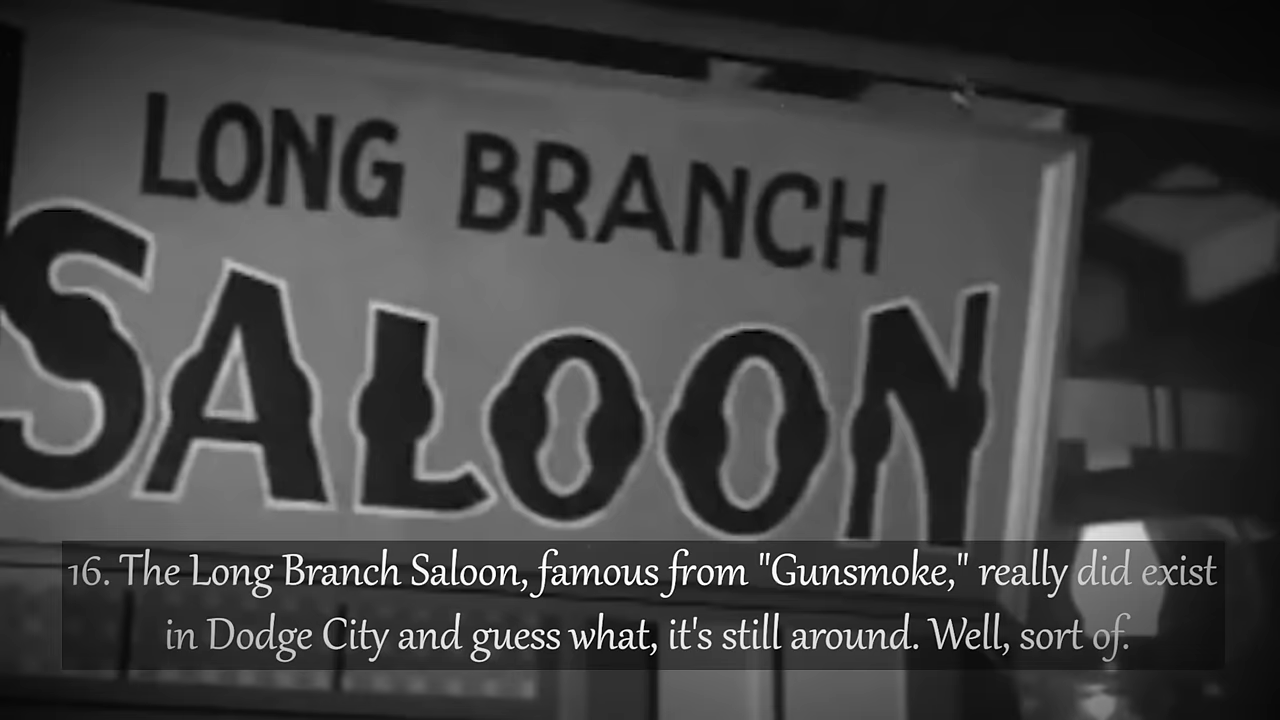 LONG BRANCH
SALOON
16. The Long Branch Saloon, famous from "Gunsmoke," really did exist
in Dodge City and guess what, it's still around. Well, sort of.